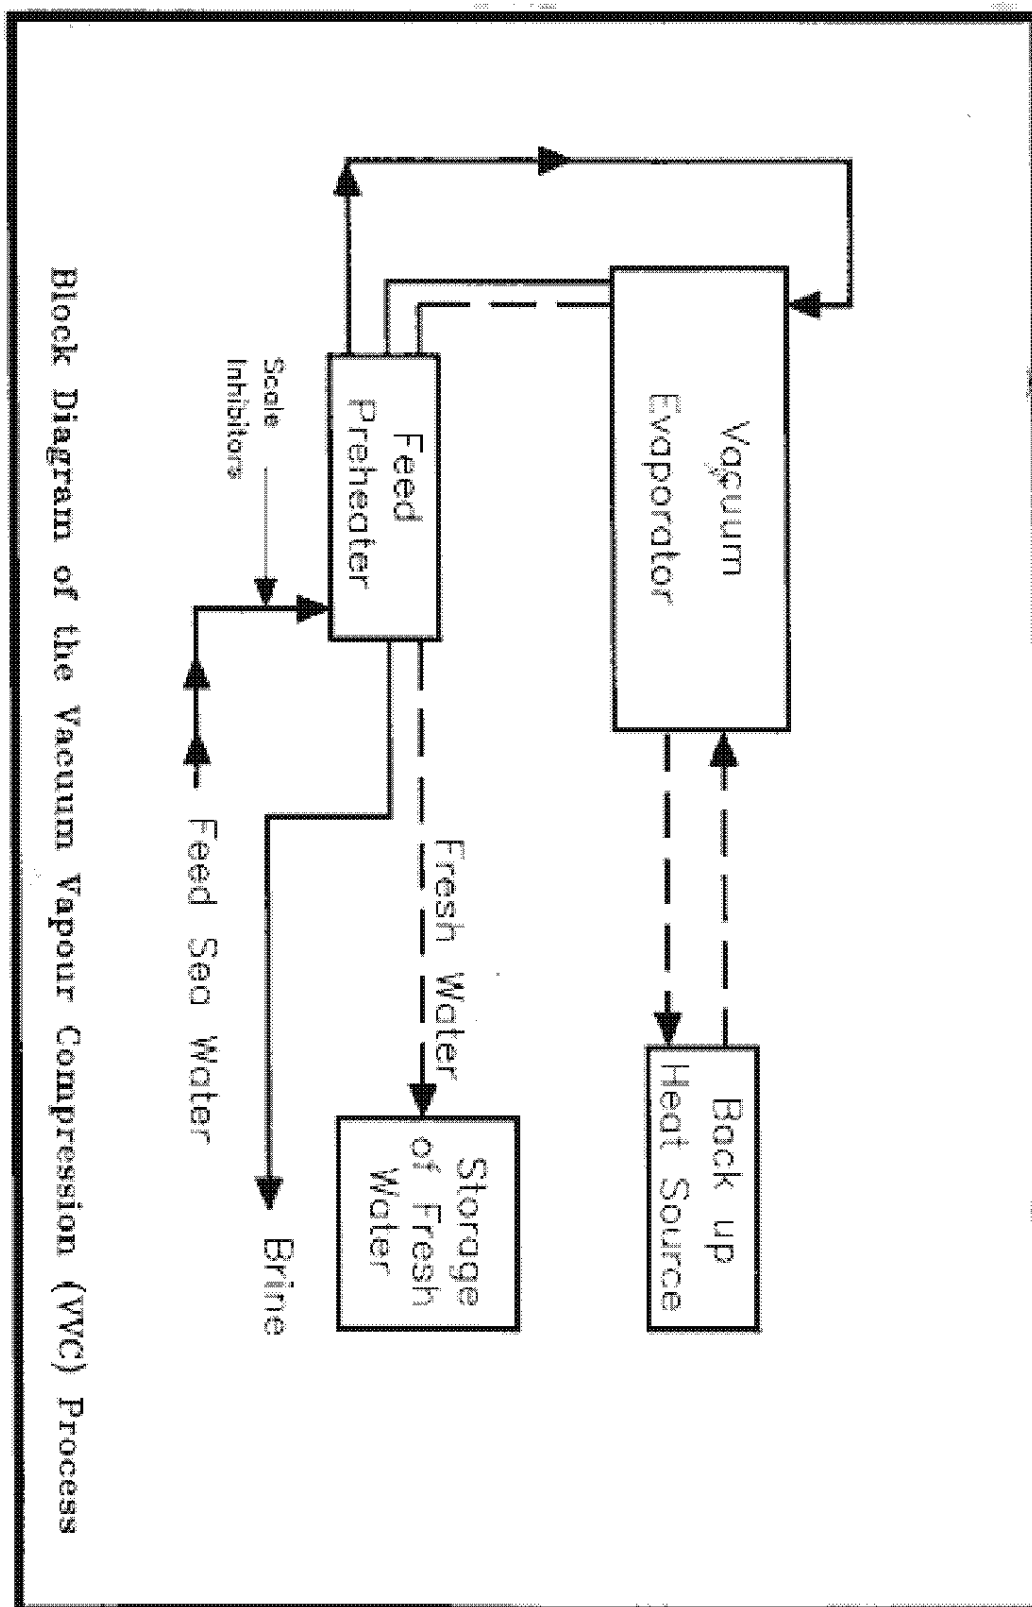 Vacuum
Evaporator
Back up
Heat Source
Feed
Preheater
Storage
of Fresh
Water
Fresh Water
Scale
Inhibitors
Feed Sea Water
Brine
Block Diagram of the Vacuum Vapour Compression (VVC) Process